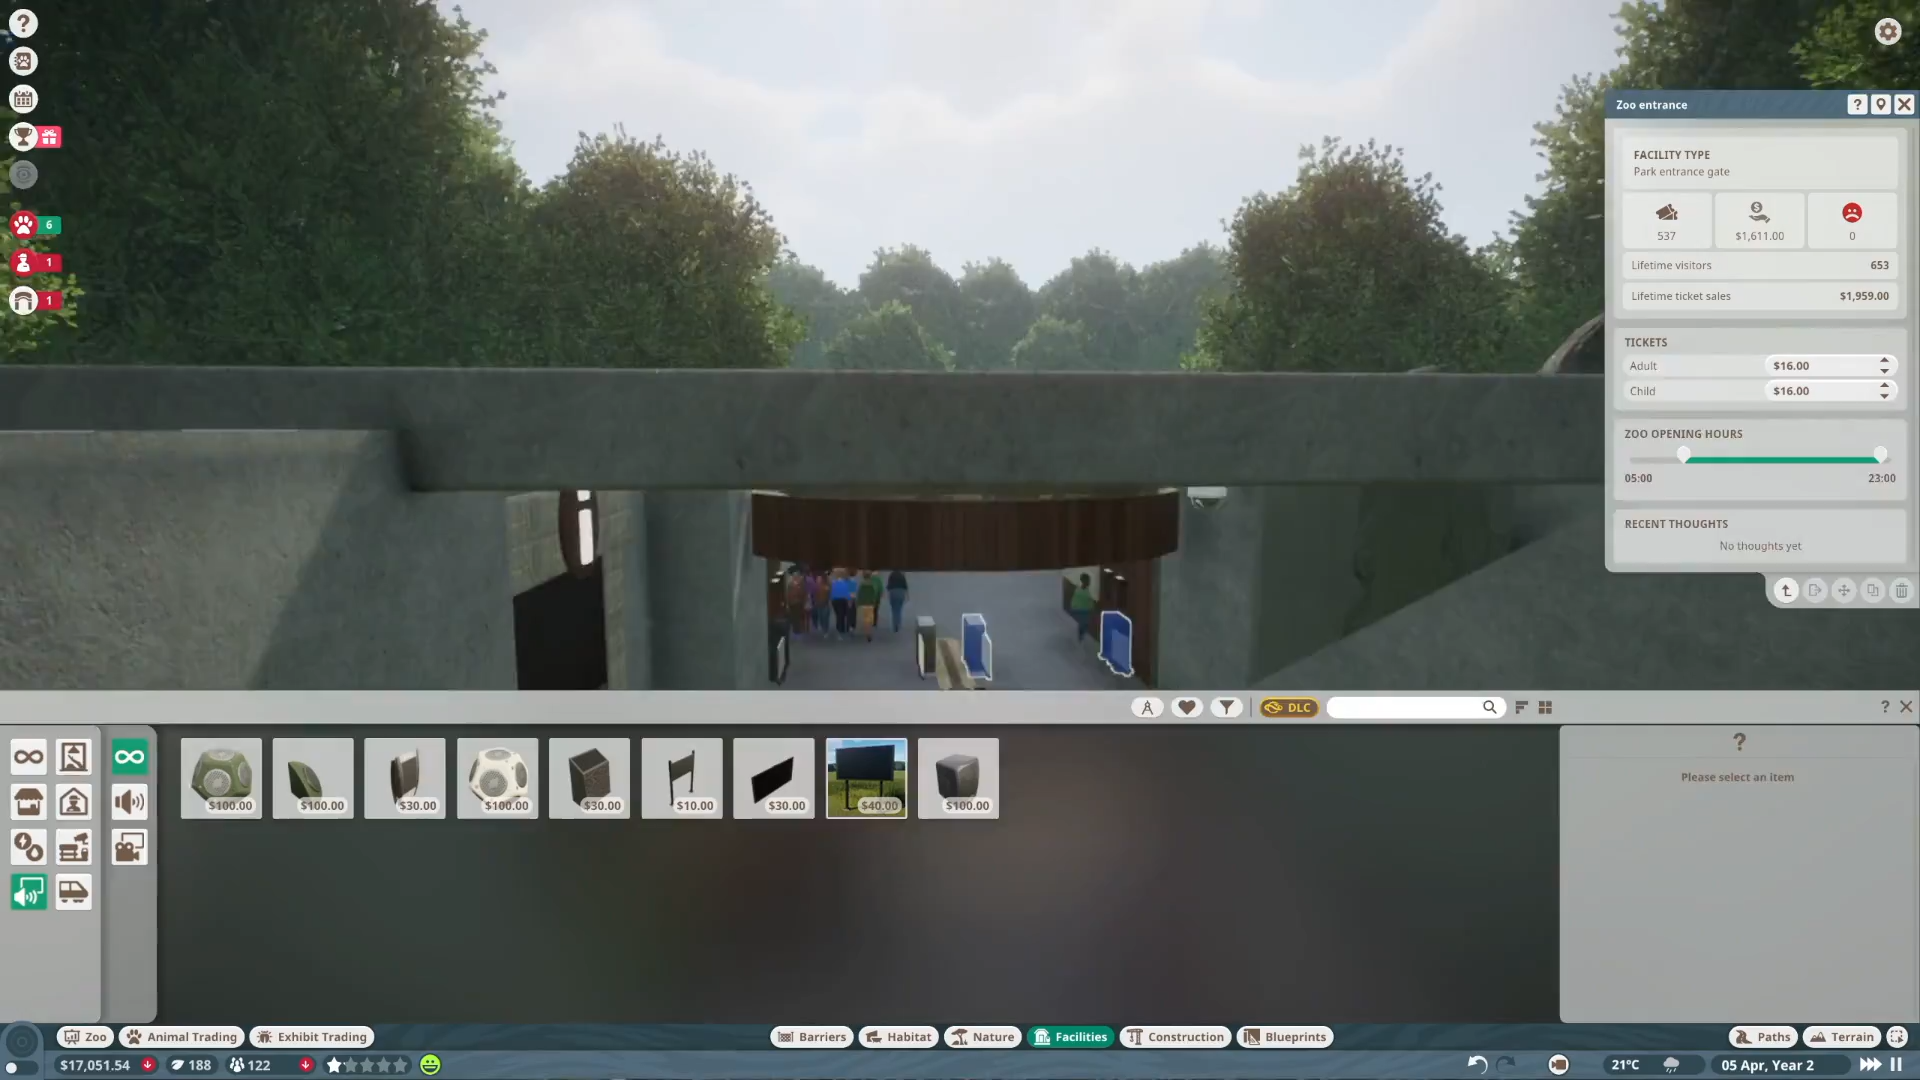 Zoo entrance
FACILITY TYPE
Park entrance gate
537
$1,611.00
0
Lifetime visitors 653
Lifetime ticket sales $1,959.00
TICKETS
Adult $16.00
Child $16.00
ZOO OPENING HOURS
05:00 23:00
RECENT THOUGHTS
No thoughts yet
6
1
1
DLC
$100.00 $100.00 $30.00 $100.00 $30.00 $10.00 $30.00 $40.00 $100.00
Please select an item
Zoo Animal Trading Exhibit Trading Barriers Habitat Nature Facilities Construction Blueprints Paths Terrain
$17,051.54 188 122 21°C 05 Apr, Year 2